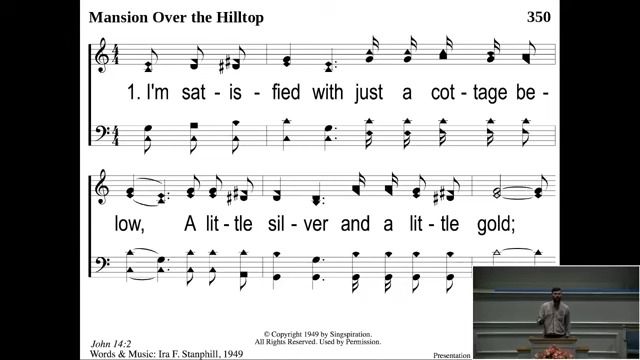 Mansion Over the Hilltop 350
1. I'm sat - is - fied with just a cot - tage be -
low, A lit - tle sil - ver and a lit - tle gold;
© Copyright 1949 by Singspiration.
All Rights Reserved. Used by Permission.
John 14:2
Words & Music: Ira F. Stanphill, 1949
Presentation